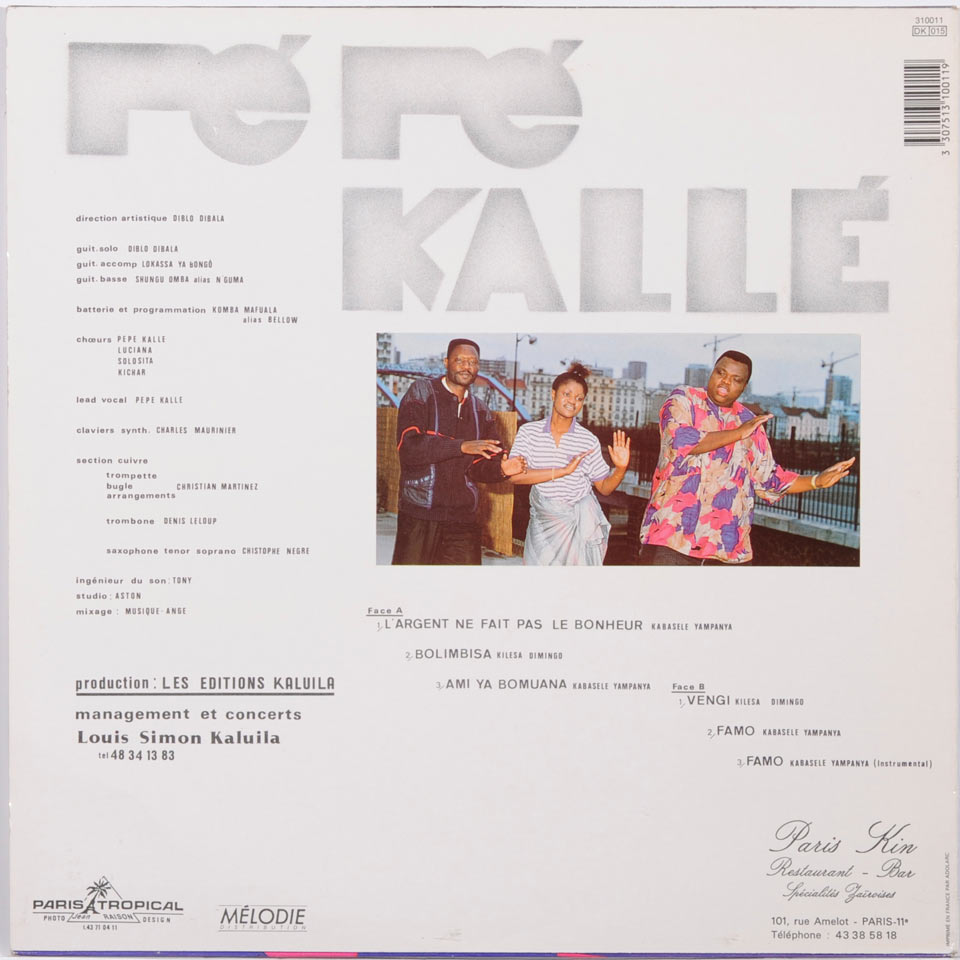 310011
DK 015
3 307513 100119
PÉPÉ
KALLÉ
direction artistique DIBLO DIBALA
guit.solo DIBLO DIBALA
guit.accomp LOKASSA YA bONGÔ
guit.basse SHUNGU OMBA alias N'GUMA
batterie et programmation KOMBA MAFUALA
alias BELLOW
chœurs PEPE KALLE
LUCIANA
SOLOSITA
KICHAR
lead vocal PEPE KALLE
claviers synth. CHARLES MAURINIER
section cuivre
trompette
bugle CHRISTIAN MARTINEZ
arrangements
trombone DENIS LELOUP
saxophone tenor soprano CHISTOPHE NEGRE
ingénieur du son: TONY
studio: ASTON
mixage : MUSIQUE-ANGE
production: LES EDITIONS KALUILA
management et concerts
Louis Simon Kaluila
tel 48 34 13 83
Face A
1, L'ARGENT NE FAIT PAS LE BONHEUR KABASELE YAMPANYA
2, BOLIMBISA KILESA DIMINGO
3, AMI YA BOMUANA KABASELE YAMPANYA
Face B
1, VENGI KILESA DIMINGO
2, FAMO KABASELE YAMPANYA
3, FAMO KABASELE YAMPANYA (Instrumental)
PARIS TROPICAL
PHOTO Jean RAISON DESIGN
t.43 71 04 11
MÉLODIE
DISTRIBUTION
Paris Kin
Restaurant - Bar
Spécialités Zaïroises
101, rue Amelot - PARIS-11e
Téléphone : 43 38 58 18
IMPRIMÉ EN FRANCE PAR ADOLARC